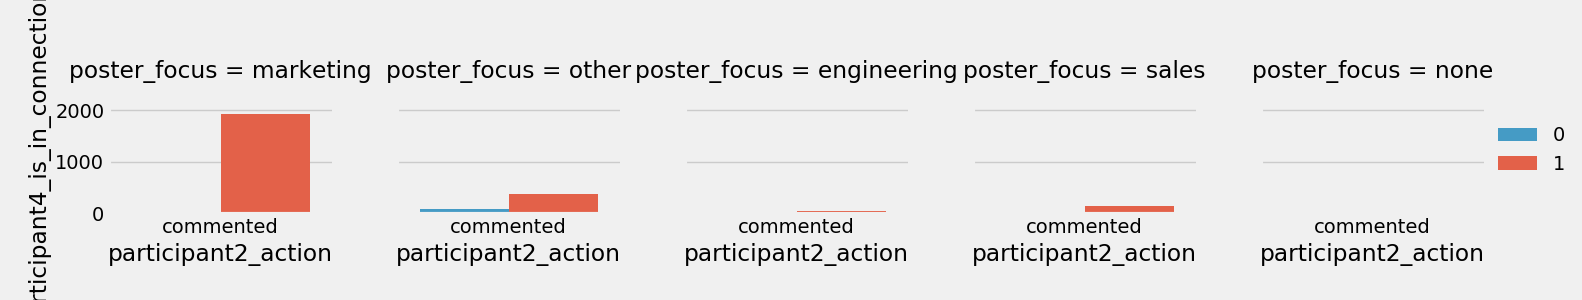 poster_focus = marketing
poster_focus = other
poster_focus = engineering
poster_focus = sales
poster_focus = none
2000
1000
0
commented
commented
commented
commented
commented
participant2_action
participant2_action
participant2_action
participant2_action
participant2_action
rticipant4_is_in_connection
0
1